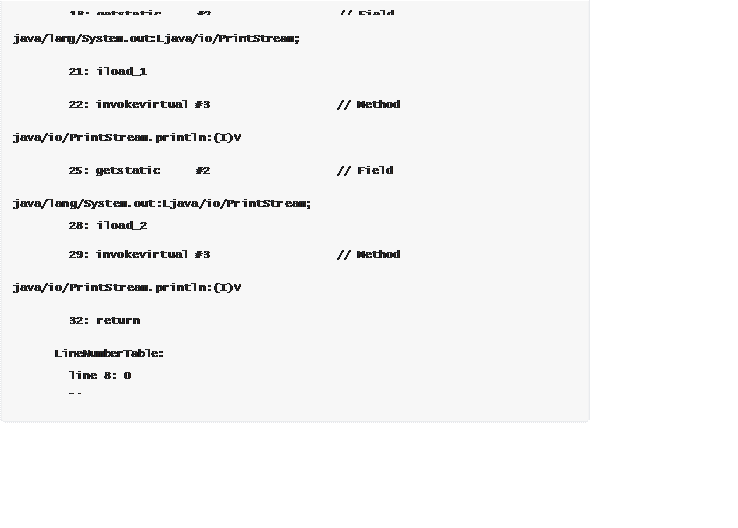 18: getstatic     #2                  // Field
java/lang/System.out:Ljava/io/PrintStream;
21: iload_1
22: invokevirtual #3                  // Method
java/io/PrintStream.println:(I)V
25: getstatic     #2                  // Field
java/lang/System.out:Ljava/io/PrintStream;
28: iload_2
29: invokevirtual #3                  // Method
java/io/PrintStream.println:(I)V
32: return
LineNumberTable:
line 8: 0